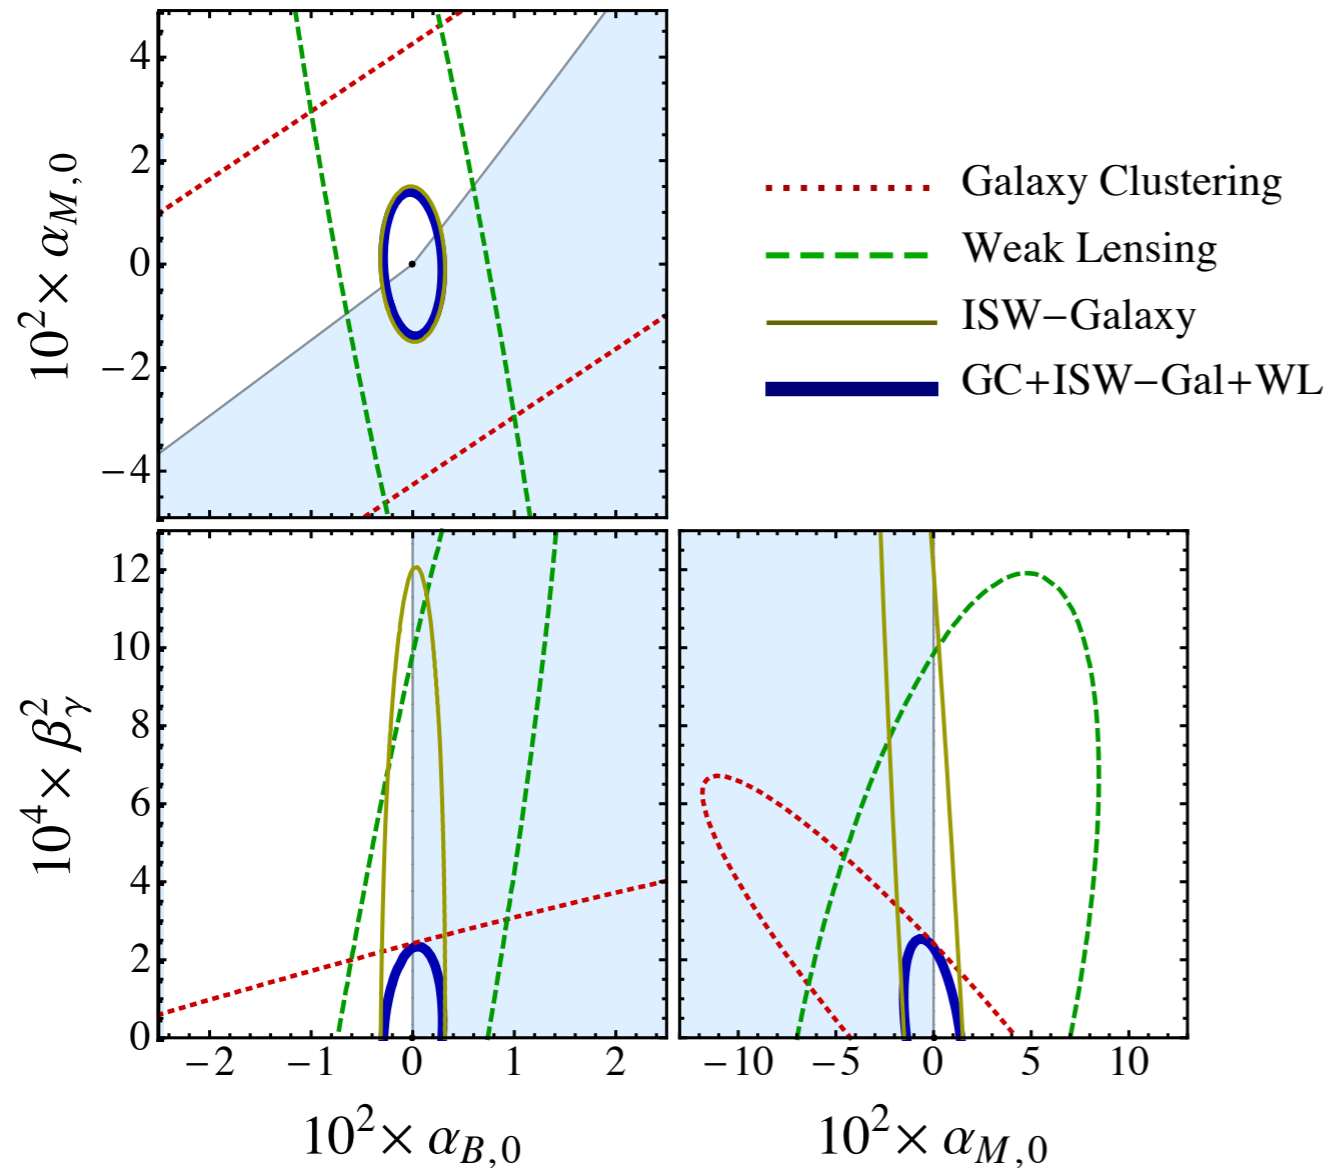 4
2
0
−2
−4
10² × α_{M,0}
Galaxy Clustering
Weak Lensing
ISW−Galaxy
GC+ISW−Gal+WL
12
10
8
6
4
2
0
10⁴ × β_γ²
−2 −1 0 1 2
−10 −5 0 5 10
10² × α_{B,0}
10² × α_{M,0}